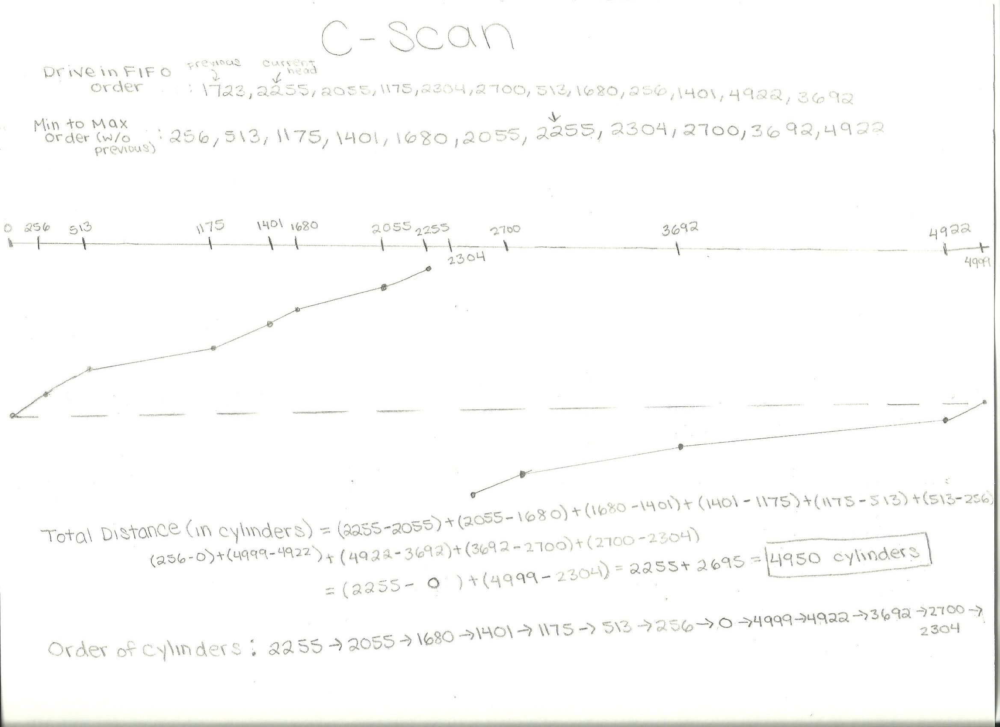 C-Scan
previous current head
Drive in FIFO
order : 1723, 2255, 2055, 1175, 2304, 2700, 513, 1680, 256, 1401, 4922, 3692
Min to Max
order (w/o previous) : 256, 513, 1175, 1401, 1680, 2055, 2255, 2304, 2700, 3692, 4922
0 256 513 1175 1401 1680 2055 2255 2700 3692 4922
2304 4999
Total Distance (in cylinders) = (2255-2055)+(2055-1680)+(1680-1401)+(1401-1175)+(1175-513)+(513-256)
(256-0)+(4999-4922)+(4922-3692)+(3692-2700)+(2700-2304)
=(2255- 0 )+(4999-2304) = 2255+2695 = 4950 cylinders
Order of cylinders: 2255→2055→1680→1401→1175→513→256→0→4999→4922→3692→2700→
2304